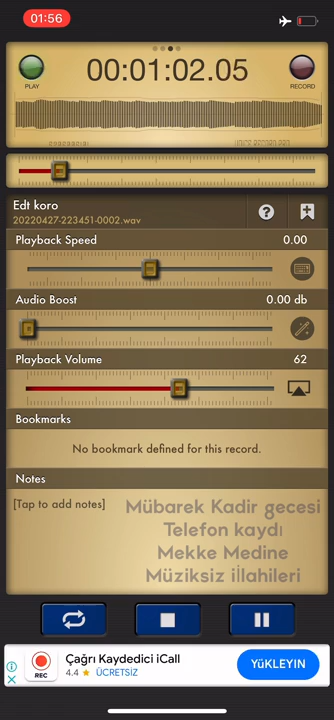 01:56
00:01:02.05
PLAY
RECORD
Edt koro
20220427-223451-0002.wav
Playback Speed
0.00
Audio Boost
0.00 db
Playback Volume
62
Bookmarks
No bookmark defined for this record.
Notes
[Tap to add notes]
Mübarek Kadir gecesi
Telefon kaydı
Mekke Medine
Müziksiz ilahileri
REC
Çağrı Kaydedici iCall
4.4 ★ ÜCRETSİZ
YÜKLEYIN